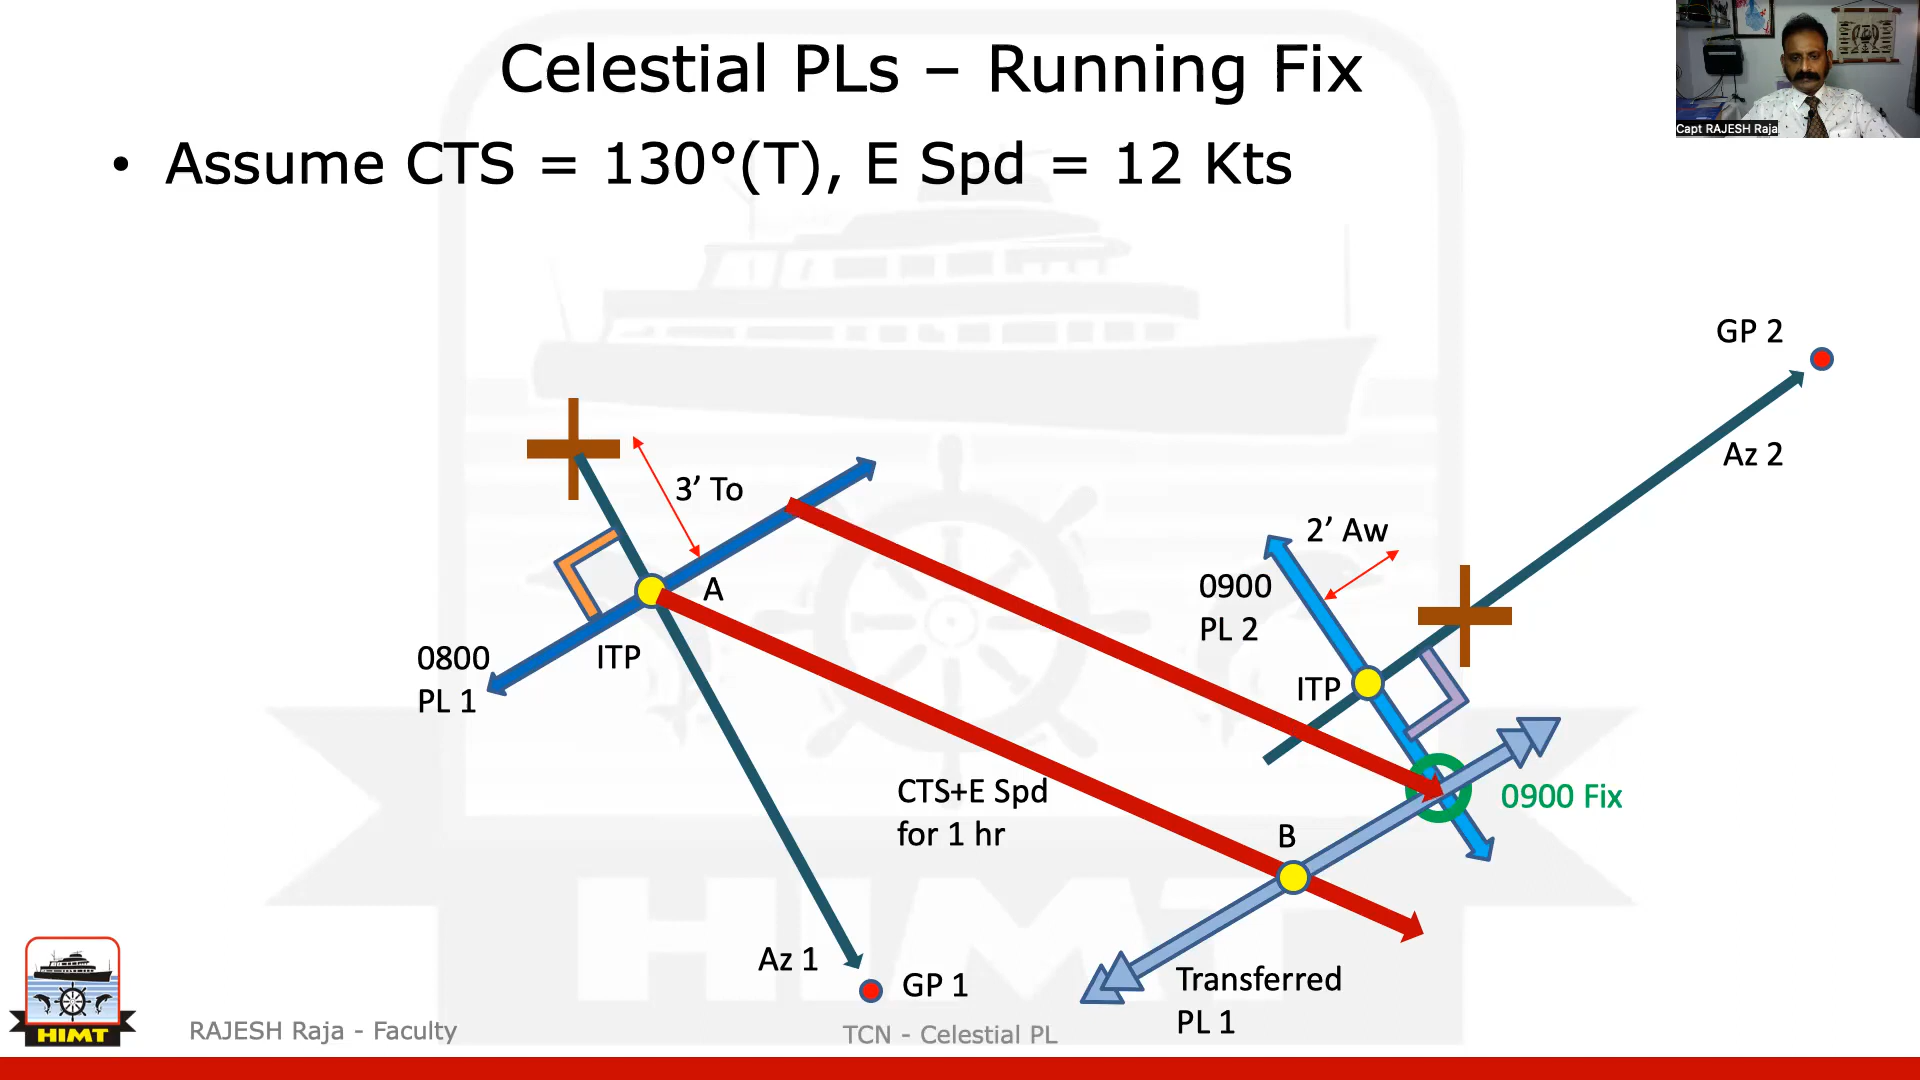 Celestial PLs – Running Fix
Capt RAJESH Raja
• Assume CTS = 130°(T), E Spd = 12 Kts
GP 2
Az 2
3’ To
2’ Aw
0900
PL 2
A
ITP
0800
PL 1
ITP
CTS+E Spd
for 1 hr
0900 Fix
B
Az 1
GP 1
Transferred
PL 1
HIMT
HIMT
RAJESH Raja - Faculty
TCN - Celestial PL